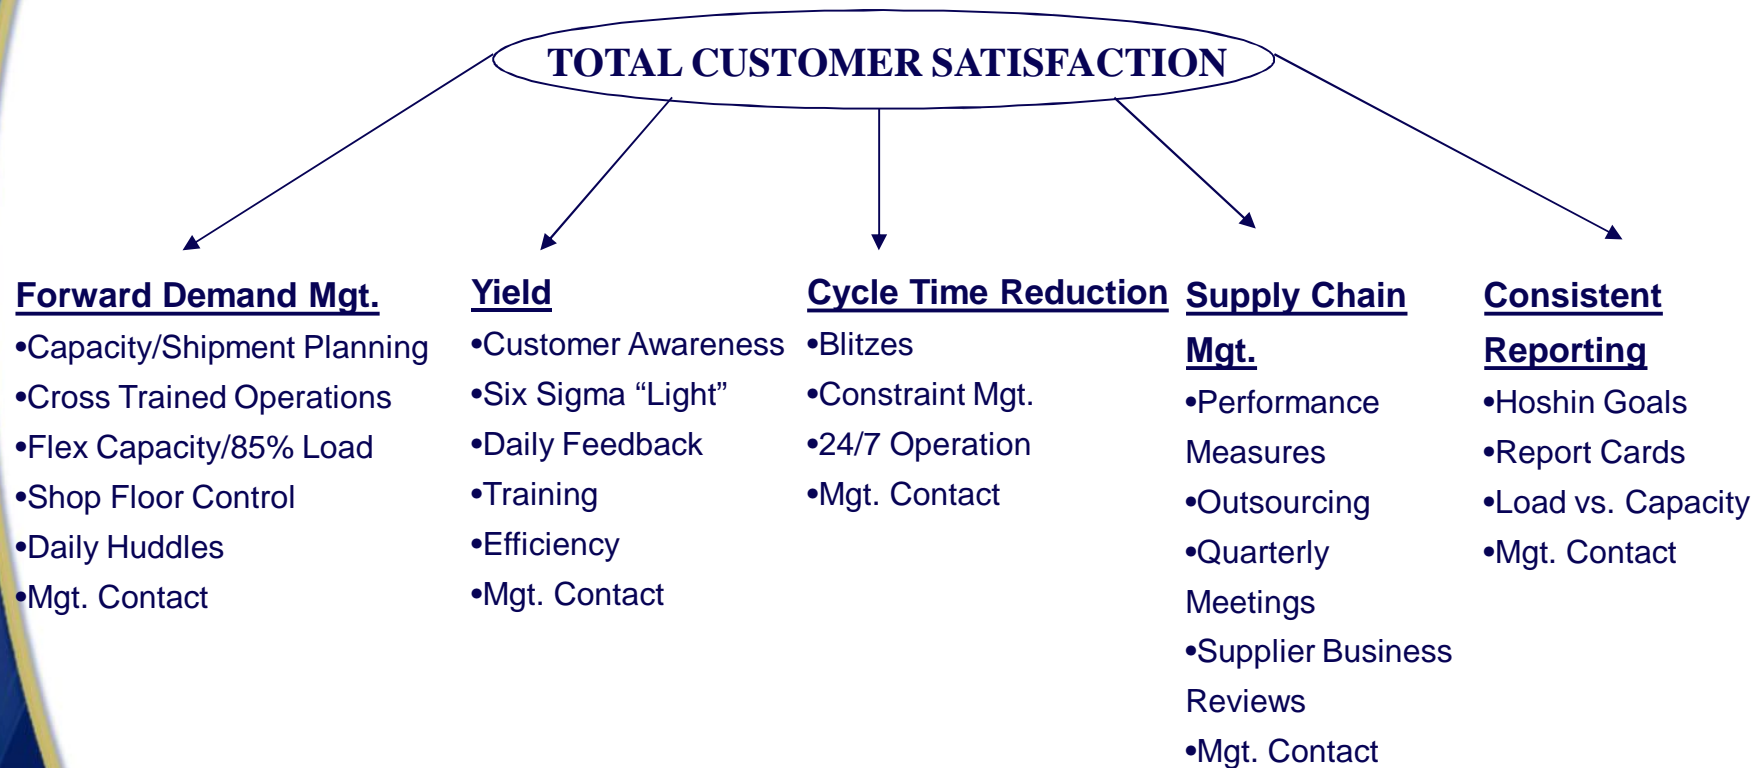 TOTAL CUSTOMER SATISFACTION
Forward Demand Mgt.
•Capacity/Shipment Planning
•Cross Trained Operations
•Flex Capacity/85% Load
•Shop Floor Control
•Daily Huddles
•Mgt. Contact
Yield
•Customer Awareness
•Six Sigma “Light”
•Daily Feedback
•Training
•Efficiency
•Mgt. Contact
Cycle Time Reduction
•Blitzes
•Constraint Mgt.
•24/7 Operation
•Mgt. Contact
Supply Chain
Mgt.
•Performance
Measures
•Outsourcing
•Quarterly
Meetings
•Supplier Business
Reviews
•Mgt. Contact
Consistent
Reporting
•Hoshin Goals
•Report Cards
•Load vs. Capacity
•Mgt. Contact